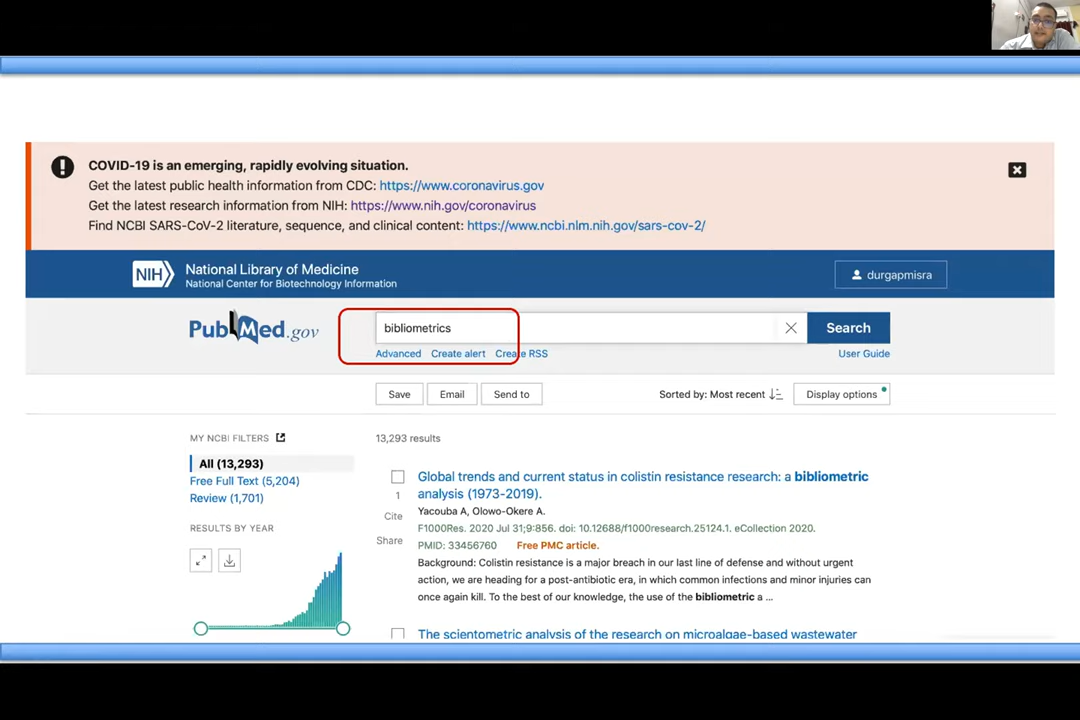 COVID-19 is an emerging, rapidly evolving situation.
Get the latest public health information from CDC: https://www.coronavirus.gov
Get the latest research information from NIH: https://www.nih.gov/coronavirus
Find NCBI SARS-CoV-2 literature, sequence, and clinical content: https://www.ncbi.nlm.nih.gov/sars-cov-2/
NIH National Library of Medicine
National Center for Biotechnology Information
durgapmisra
PubMed.gov
bibliometrics
Search
Advanced Create alert Create RSS
User Guide
Save Email Send to
Sorted by: Most recent
Display options
MY NCBI FILTERS
All (13,293)
Free Full Text (5,204)
Review (1,701)
RESULTS BY YEAR
13,293 results
1
Cite
Share
Global trends and current status in colistin resistance research: a bibliometric
analysis (1973-2019).
Yacouba A, Olowo-Okere A.
F1000Res. 2020 Jul 31;9:856. doi: 10.12688/f1000research.25124.1. eCollection 2020.
PMID: 33456760 Free PMC article.
Background: Colistin resistance is a major breach in our last line of defense and without urgent
action, we are heading for a post-antibiotic era, in which common infections and minor injuries can
once again kill. To the best of our knowledge, the use of the bibliometric a ...
The scientometric analysis of the research on microalgae-based wastewater